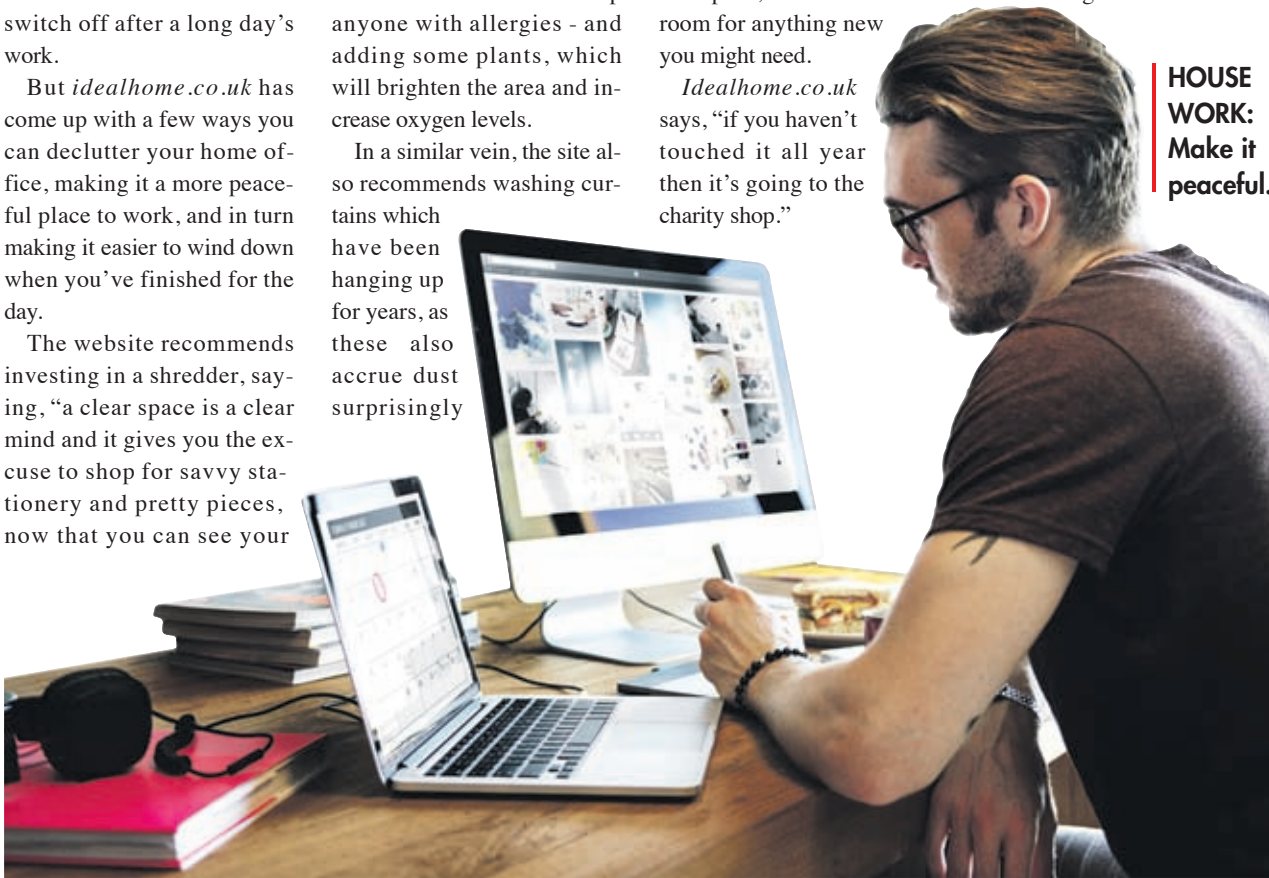 switch off after a long day's
work.
But idealhome.co.uk has
come up with a few ways you
can declutter your home of-
fice, making it a more peace-
ful place to work, and in turn
making it easier to wind down
when you've finished for the
day.
The website recommends
investing in a shredder, say-
ing, “a clear space is a clear
mind and it gives you the ex-
cuse to shop for savvy sta-
tionery and pretty pieces,
now that you can see your
anyone with allergies - and
adding some plants, which
will brighten the area and in-
crease oxygen levels.
In a similar vein, the site al-
so recommends washing cur-
tains which
have been
hanging up
for years, as
these also
accrue dust
surprisingly
room for anything new
you might need.
Idealhome.co.uk
says, “if you haven't
touched it all year
then it's going to the
charity shop.”
HOUSE
WORK:
Make it
peaceful.